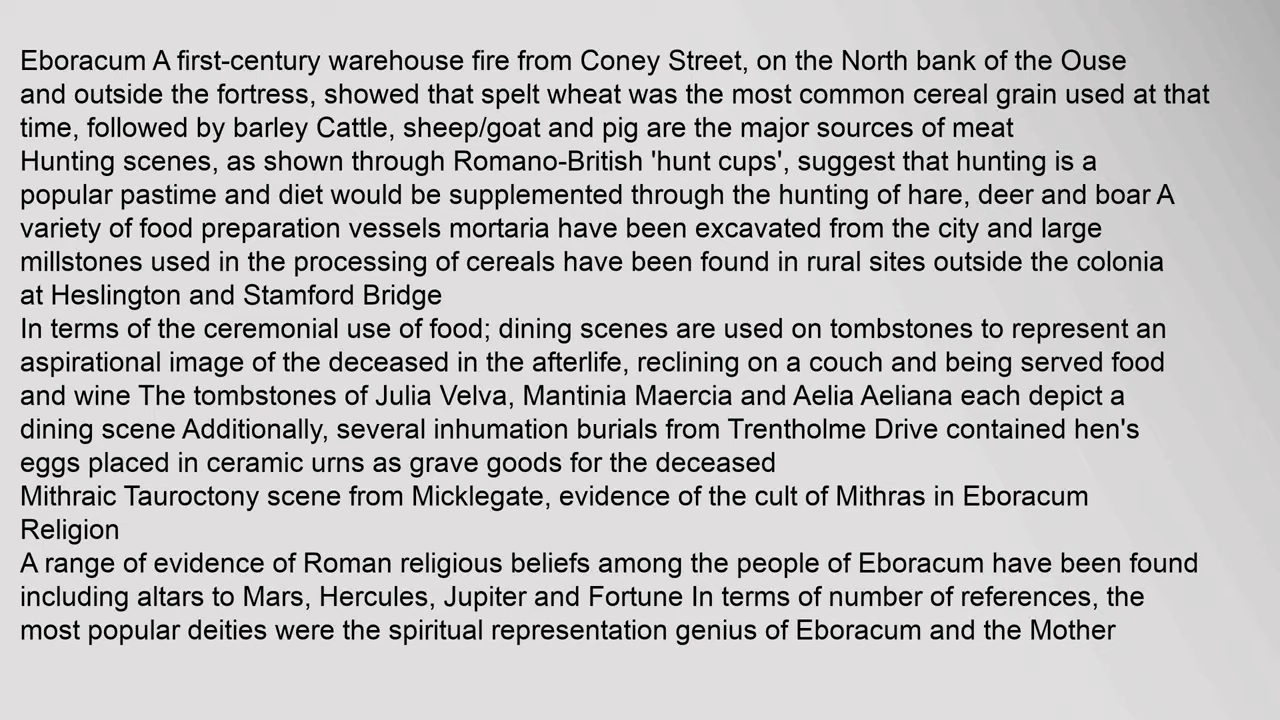 Eboracum A first-century warehouse fire from Coney Street, on the North bank of the Ouse
and outside the fortress, showed that spelt wheat was the most common cereal grain used at that
time, followed by barley Cattle, sheep/goat and pig are the major sources of meat
Hunting scenes, as shown through Romano-British 'hunt cups', suggest that hunting is a
popular pastime and diet would be supplemented through the hunting of hare, deer and boar A
variety of food preparation vessels mortaria have been excavated from the city and large
millstones used in the processing of cereals have been found in rural sites outside the colonia
at Heslington and Stamford Bridge
In terms of the ceremonial use of food; dining scenes are used on tombstones to represent an
aspirational image of the deceased in the afterlife, reclining on a couch and being served food
and wine The tombstones of Julia Velva, Mantinia Maercia and Aelia Aeliana each depict a
dining scene Additionally, several inhumation burials from Trentholme Drive contained hen's
eggs placed in ceramic urns as grave goods for the deceased
Mithraic Tauroctony scene from Micklegate, evidence of the cult of Mithras in Eboracum
Religion
A range of evidence of Roman religious beliefs among the people of Eboracum have been found
including altars to Mars, Hercules, Jupiter and Fortune In terms of number of references, the
most popular deities were the spiritual representation genius of Eboracum and the Mother